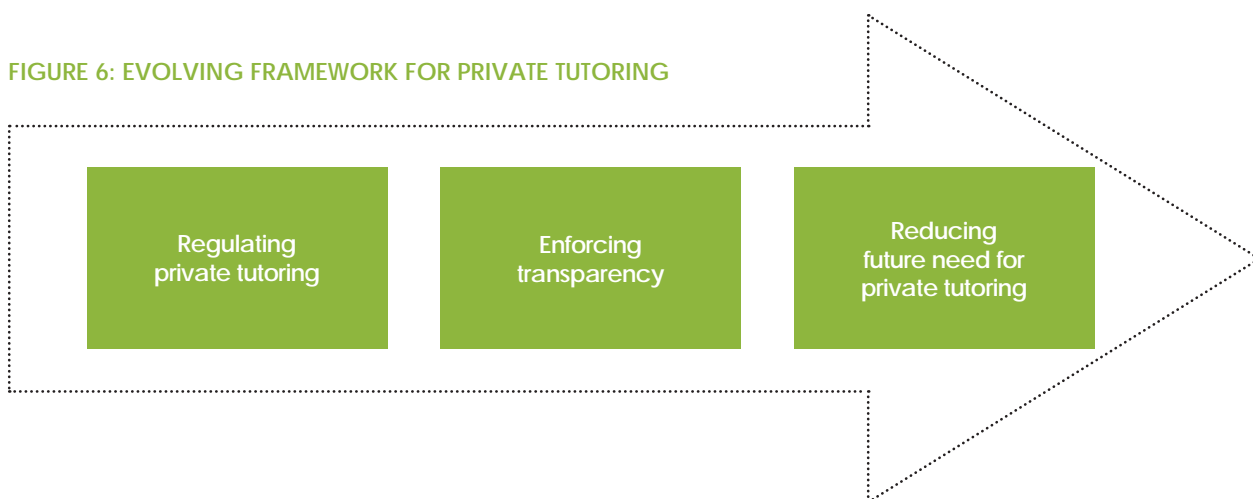 FIGURE 6: EVOLVING FRAMEWORK FOR PRIVATE TUTORING
Regulating
private tutoring
Enforcing
transparency
Reducing
future need for
private tutoring